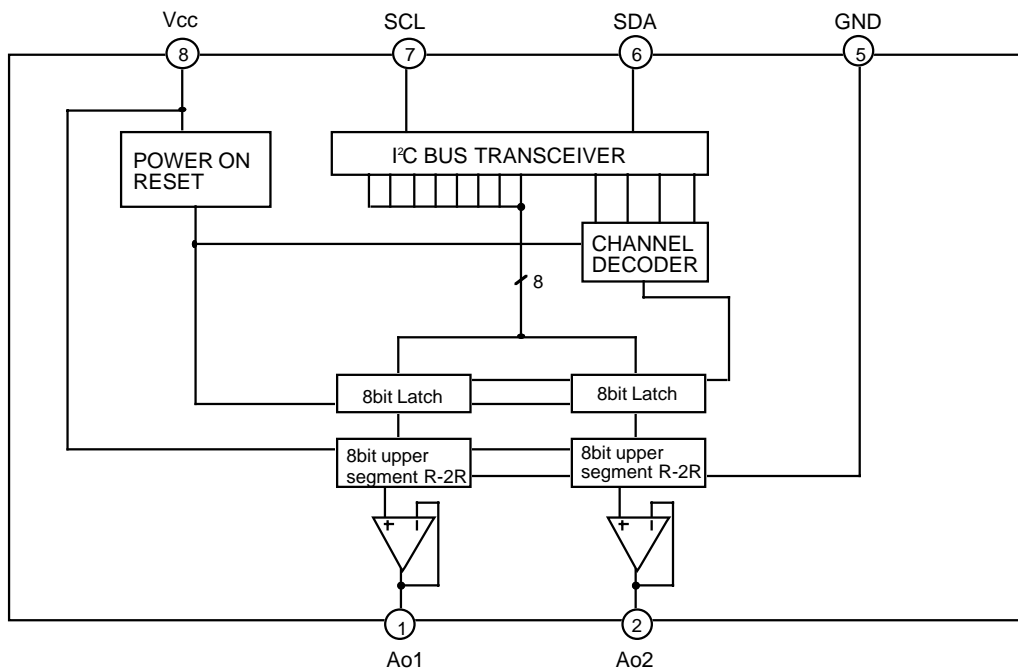 Vcc SCL SDA GND
8 7 6 5
POWER ON
RESET
I²C BUS TRANSCEIVER
CHANNEL
DECODER
8
8bit Latch
8bit Latch
8bit upper
segment R-2R
8bit upper
segment R-2R
+ −
+ −
1 2
Ao1 Ao2